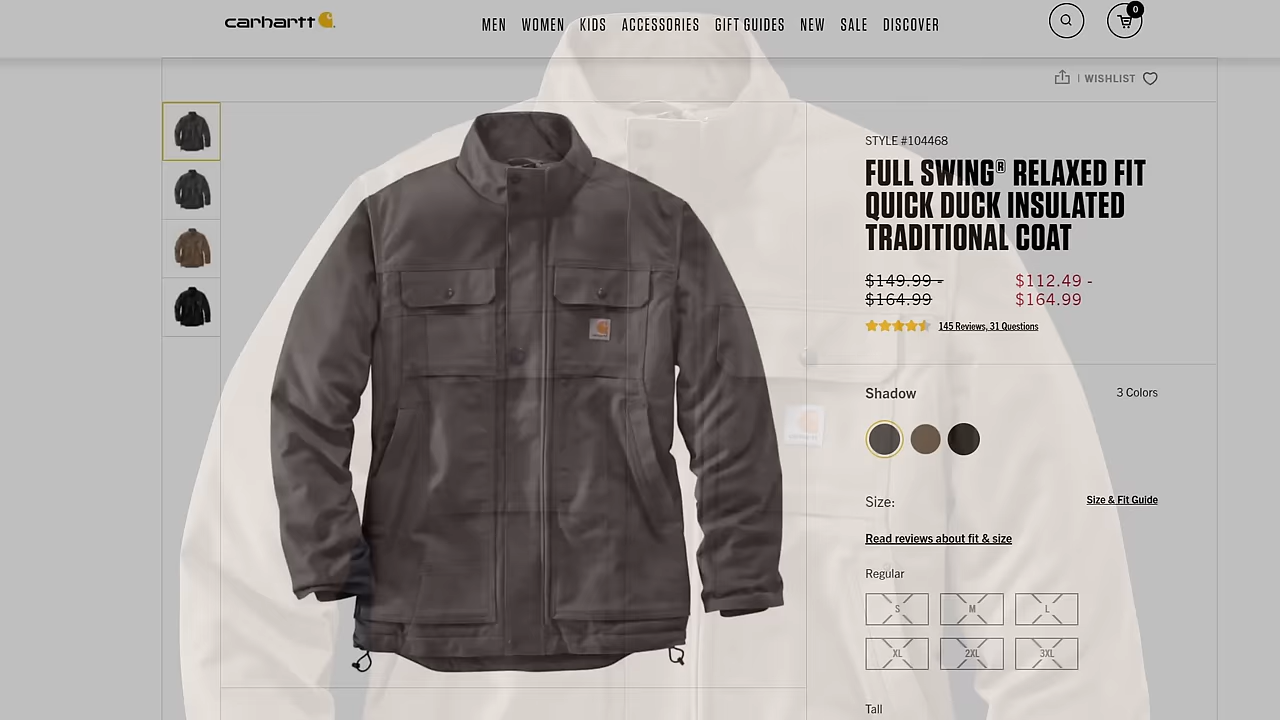 carhartt
MEN WOMEN KIDS ACCESSORIES GIFT GUIDES NEW SALE DISCOVER
0
WISHLIST
STYLE #104468
FULL SWING® RELAXED FIT
QUICK DUCK INSULATED
TRADITIONAL COAT
$149.99 - $112.49 -
$164.99 $164.99
145 Reviews, 31 Questions
Shadow 3 Colors
Size: Size & Fit Guide
Read reviews about fit & size
Regular
S M L
XL 2XL 3XL
Tall